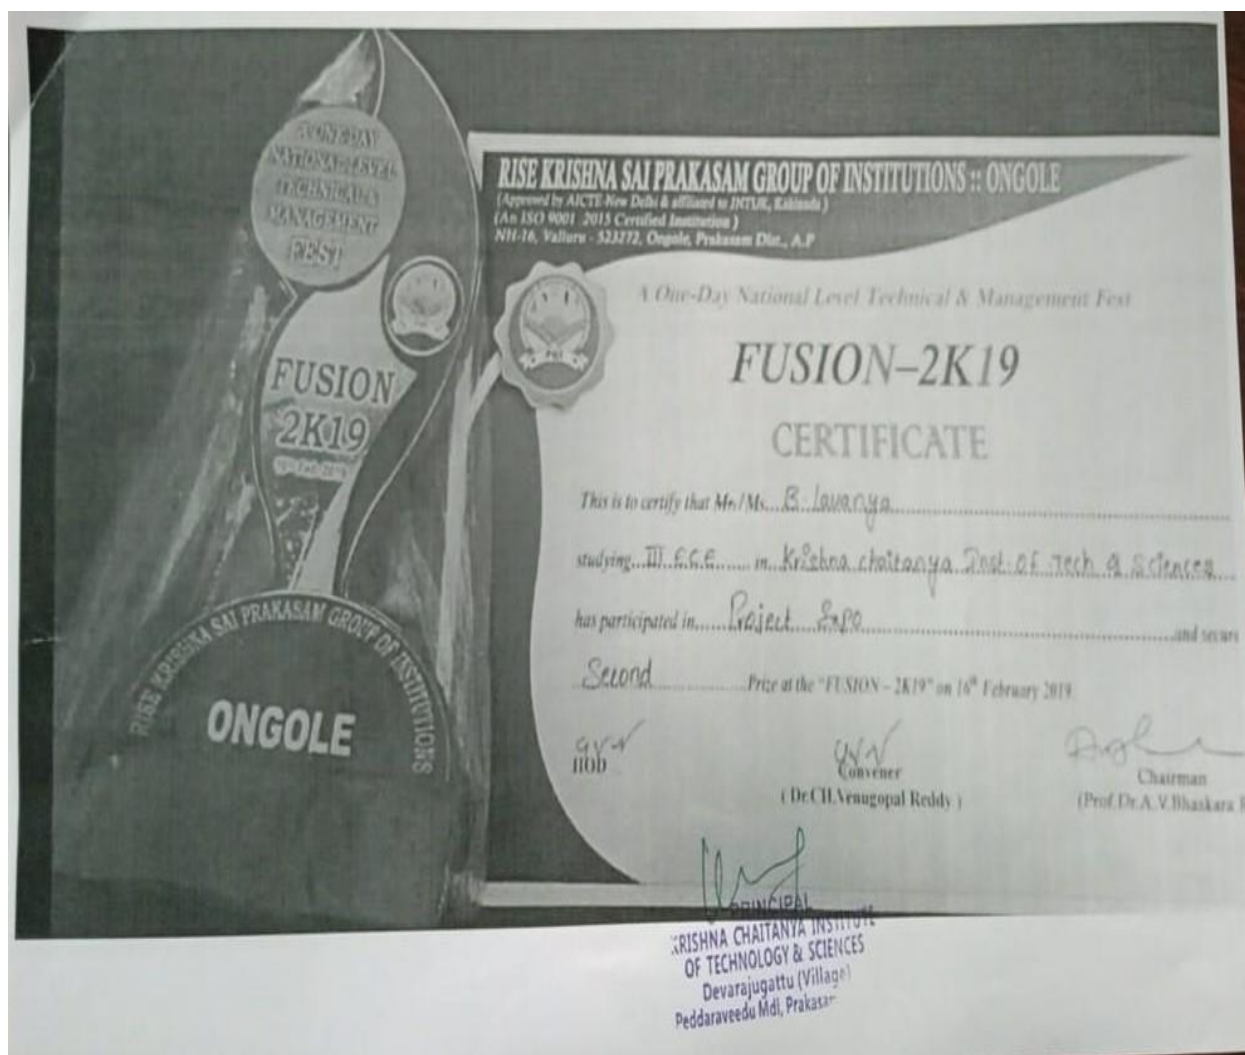 A ONE DAY
NATIONAL LEVEL
TECHNICAL &
MANAGEMENT
FEST
FUSION
2K19
RISE KRISHNA SAI PRAKASAM GROUP OF INSTITUTIONS
ONGOLE
RISE KRISHNA SAI PRAKASAM GROUP OF INSTITUTIONS :: ONGOLE
(Approved by AICTE New Delhi & affiliated to JNTUK, Kakinada)
(An ISO 9001 2015 Certified Institution)
NH-16, Valluru - 523272, Ongole, Prakasam Dist., A.P
A One-Day National Level Technical & Management Fest
FUSION-2K19
CERTIFICATE
This is to certify that Mr./Ms... B. Lavanya
studying... III E.C.E ... in... Krishna chaitanya Inst. of Tech & Sciences
has participated in... Project Expo ... and secure
Second ... Prize at the "FUSION – 2K19" on 16th February 2019.
HOD
Convener
(Dr.CH.Venugopal Reddy)
Chairman
(Prof.Dr.A.V.Bhaskara
PRINCIPAL
KRISHNA CHAITANYA INSTITUTE
OF TECHNOLOGY & SCIENCES
Devarajugattu (Village)
Peddaraveedu Mdl, Prakasam